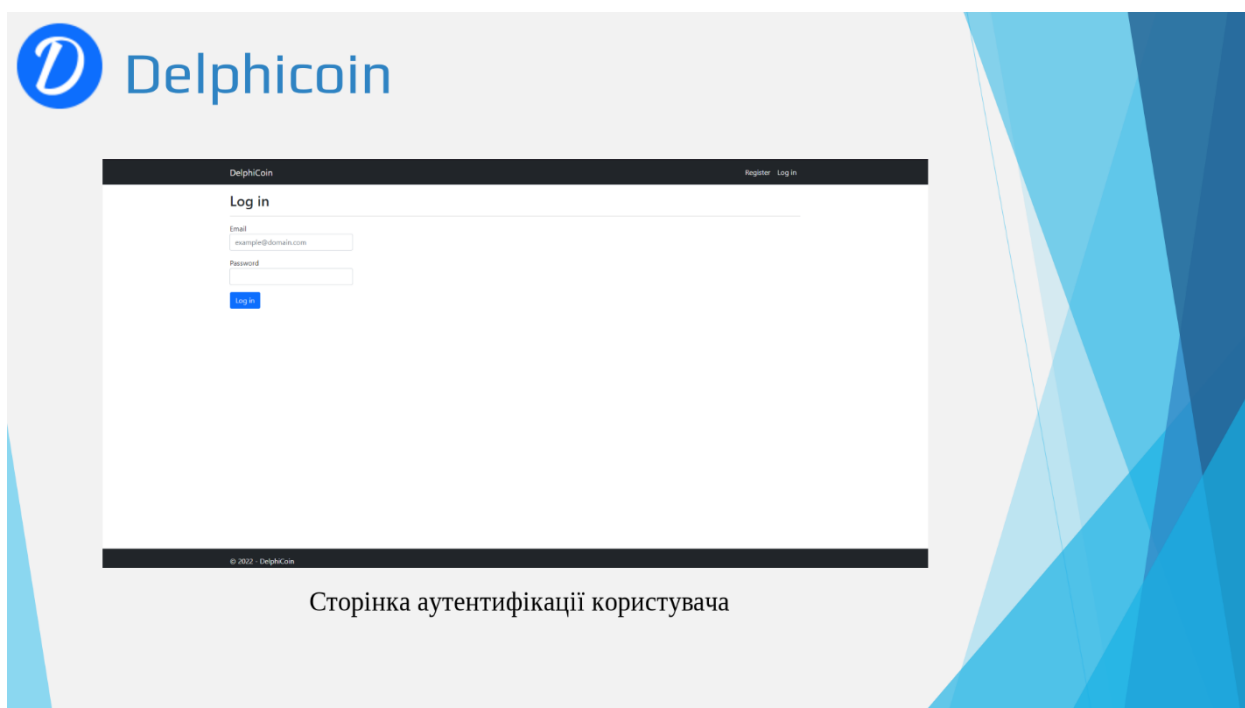 D Delphicoin
DelphiCoin Register Log in
Log in
Email
example@domain.com
Password
Log in
© 2022 - DelphiCoin
Сторінка аутентифікації користувача